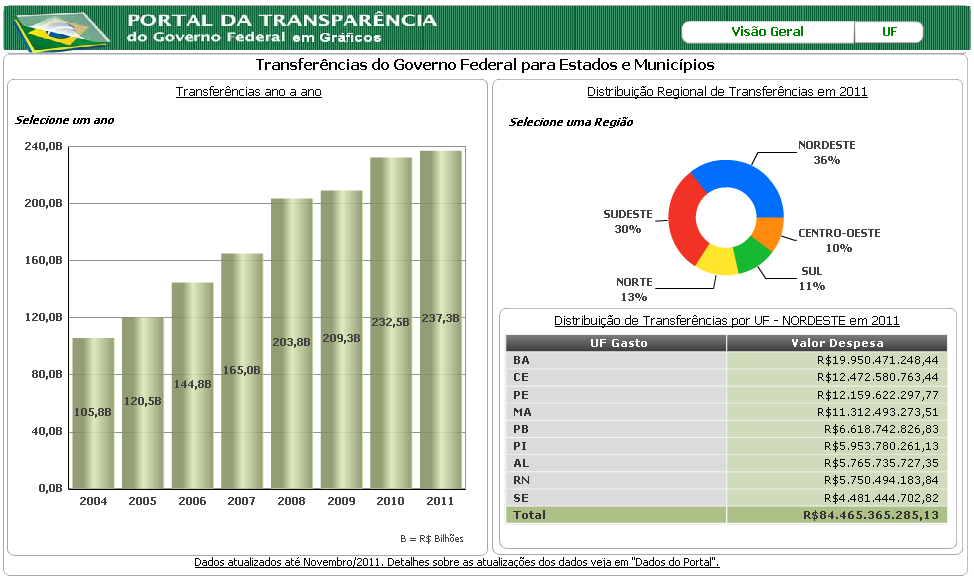 PORTAL DA TRANSPARÊNCIA
do Governo Federal em Gráficos
Visão Geral
UF
Transferências do Governo Federal para Estados e Municípios
Transferências ano a ano
Selecione um ano
240,0B
200,0B
160,0B
120,0B
80,0B
40,0B
0,0B
105,8B
120,5B
144,8B
165,0B
203,8B
209,3B
232,5B
237,3B
2004 2005 2006 2007 2008 2009 2010 2011
B = R$ Bilhões
Distribuição Regional de Transferências em 2011
Selecione uma Região
NORDESTE
36%
SUDESTE
30%
CENTRO-OESTE
10%
SUL
11%
NORTE
13%
Distribuição de Transferências por UF - NORDESTE em 2011
UF Gasto Valor Despesa
BA R$19.950.471.248,44
CE R$12.472.580.763,44
PE R$12.159.622.297,77
MA R$11.312.493.273,51
PB R$6.618.742.826,83
PI R$5.953.780.261,13
AL R$5.765.735.727,35
RN R$5.750.494.183,84
SE R$4.481.444.702,82
Total R$84.465.365.285,13
Dados atualizados até Novembro/2011. Detalhes sobre as atualizações dos dados veja em "Dados do Portal".